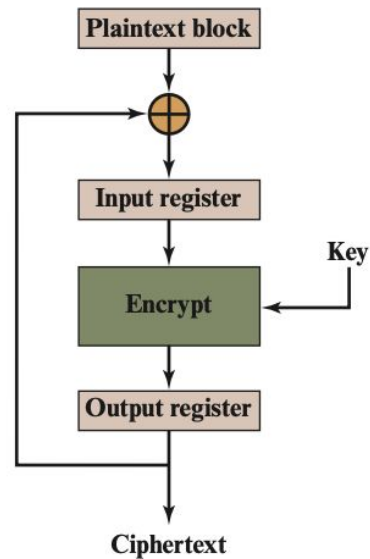 Plaintext block
Input register
Key
Encrypt
Output register
Ciphertext